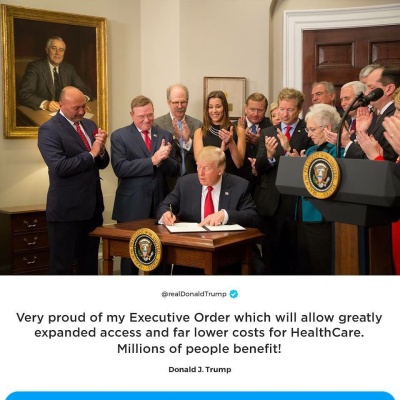 @realDonaldTrump
Very proud of my Executive Order which will allow greatly
expanded access and far lower costs for HealthCare.
Millions of people benefit!
Donald J. Trump